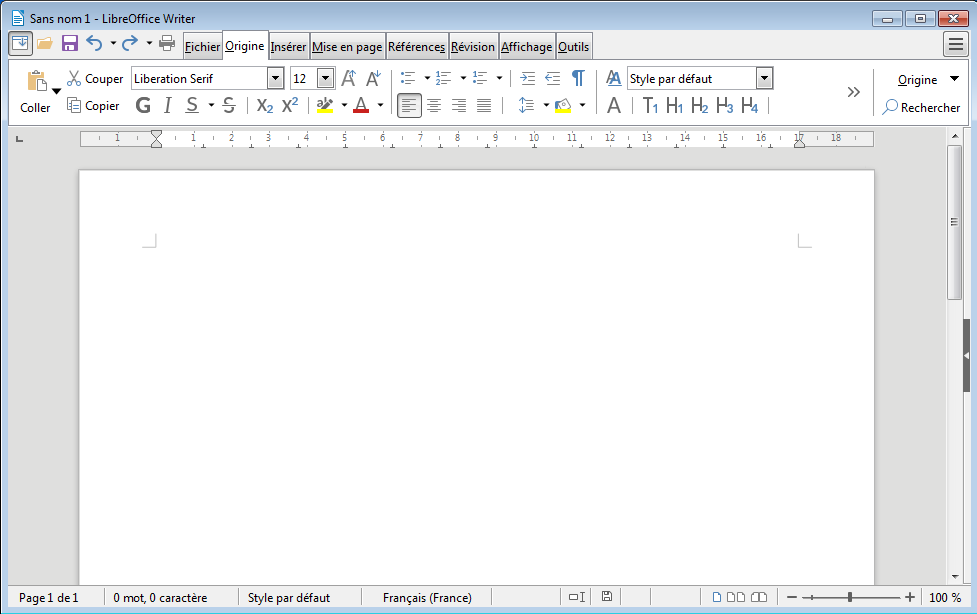 Sans nom 1 - LibreOffice Writer
Fichier Origine Insérer Mise en page Références Révision Affichage Outils
Couper Liberation Serif 12 Style par défaut Origine
Coller Copier G I S S X2 X2 A A T1 H1 H2 H3 H4 Rechercher
1 1 2 3 4 5 6 7 8 9 10 11 12 13 14 15 16 17 18
Page 1 de 1 0 mot, 0 caractère Style par défaut Français (France) 100 %